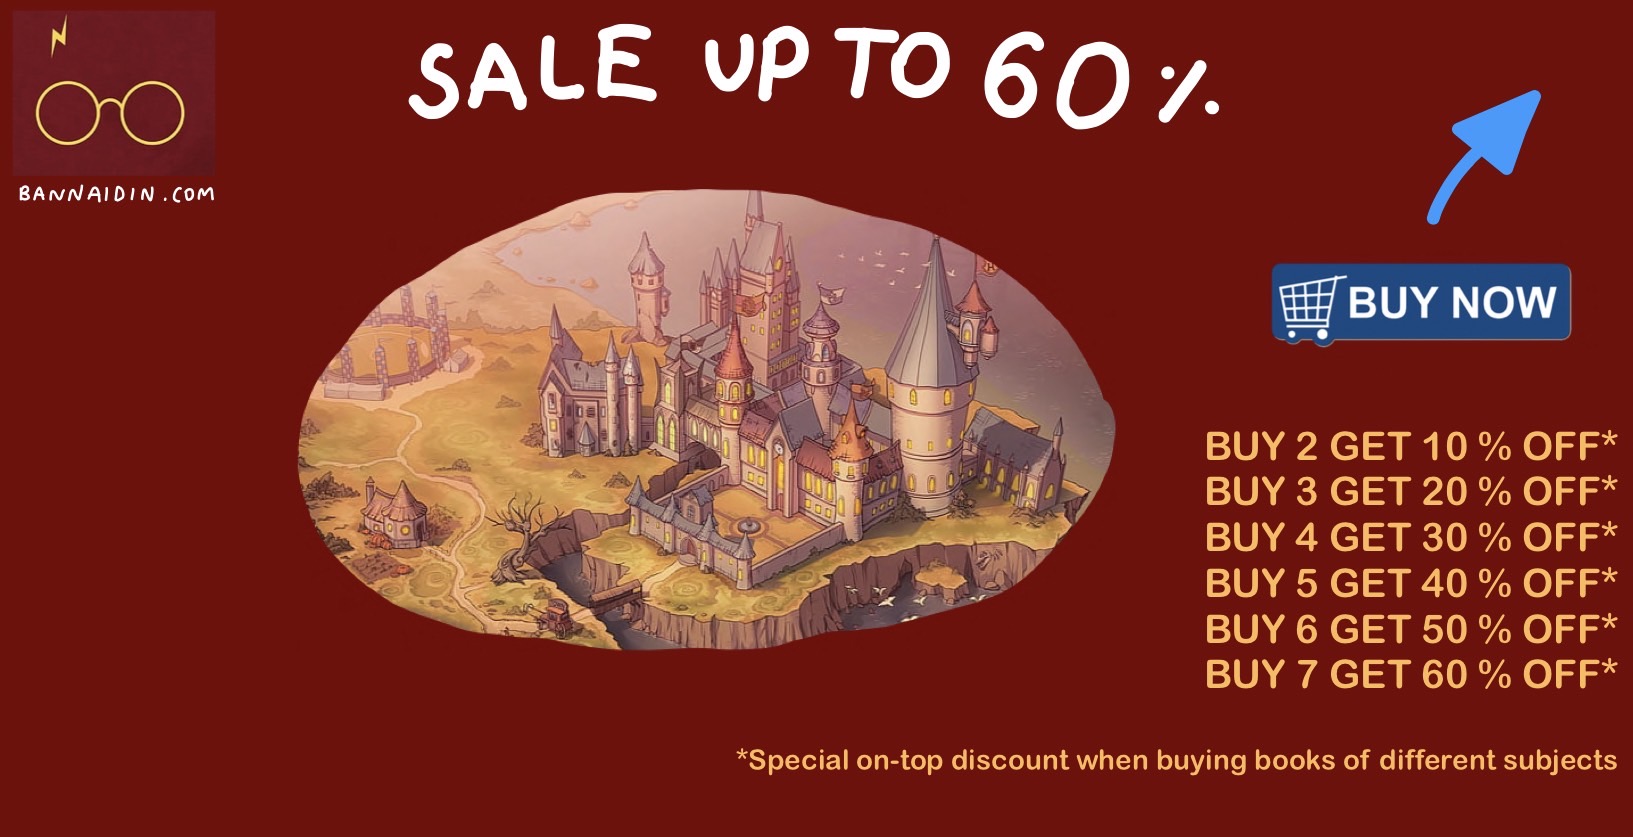 SALE UP TO 60%
BANNAIDIN.COM
BUY NOW
BUY 2 GET 10 % OFF*
BUY 3 GET 20 % OFF*
BUY 4 GET 30 % OFF*
BUY 5 GET 40 % OFF*
BUY 6 GET 50 % OFF*
BUY 7 GET 60 % OFF*
*Special on-top discount when buying books of different subjects